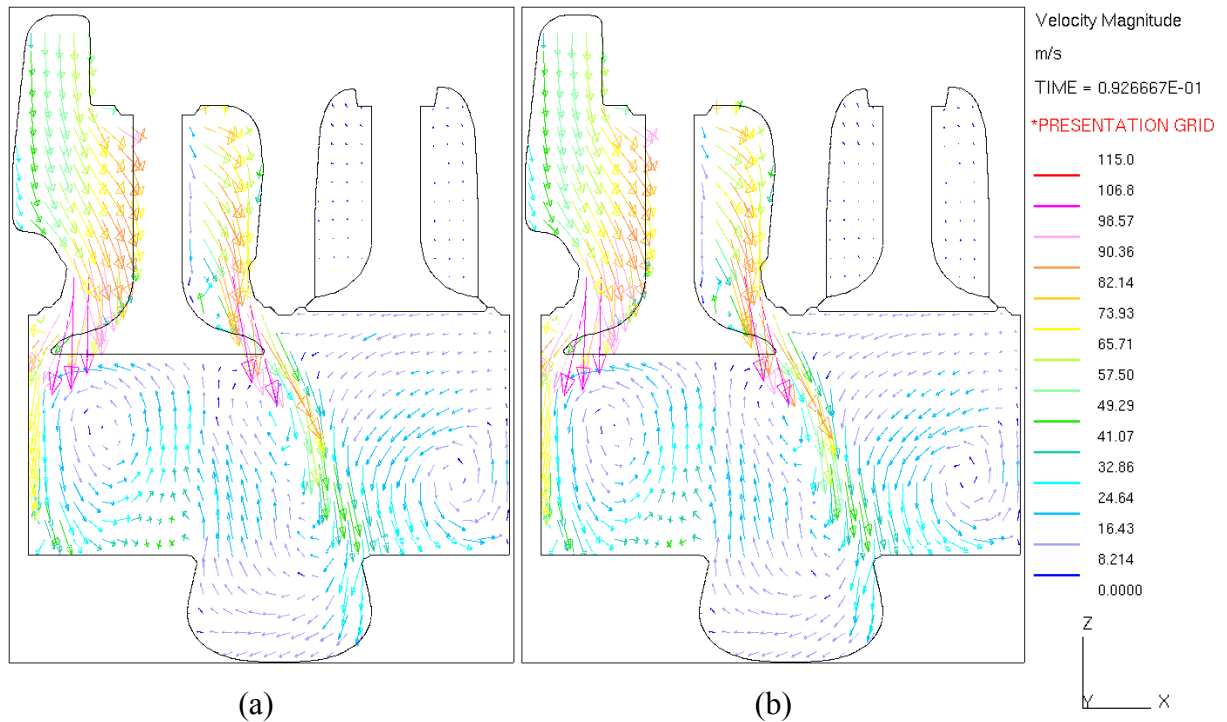 Velocity Magnitude
m/s
TIME = 0.926667E-01
*PRESENTATION GRID
115.0
106.8
98.57
90.36
82.14
73.93
65.71
57.50
49.29
41.07
32.86
24.64
16.43
8.214
0.0000
Z
Y X
(a) (b)